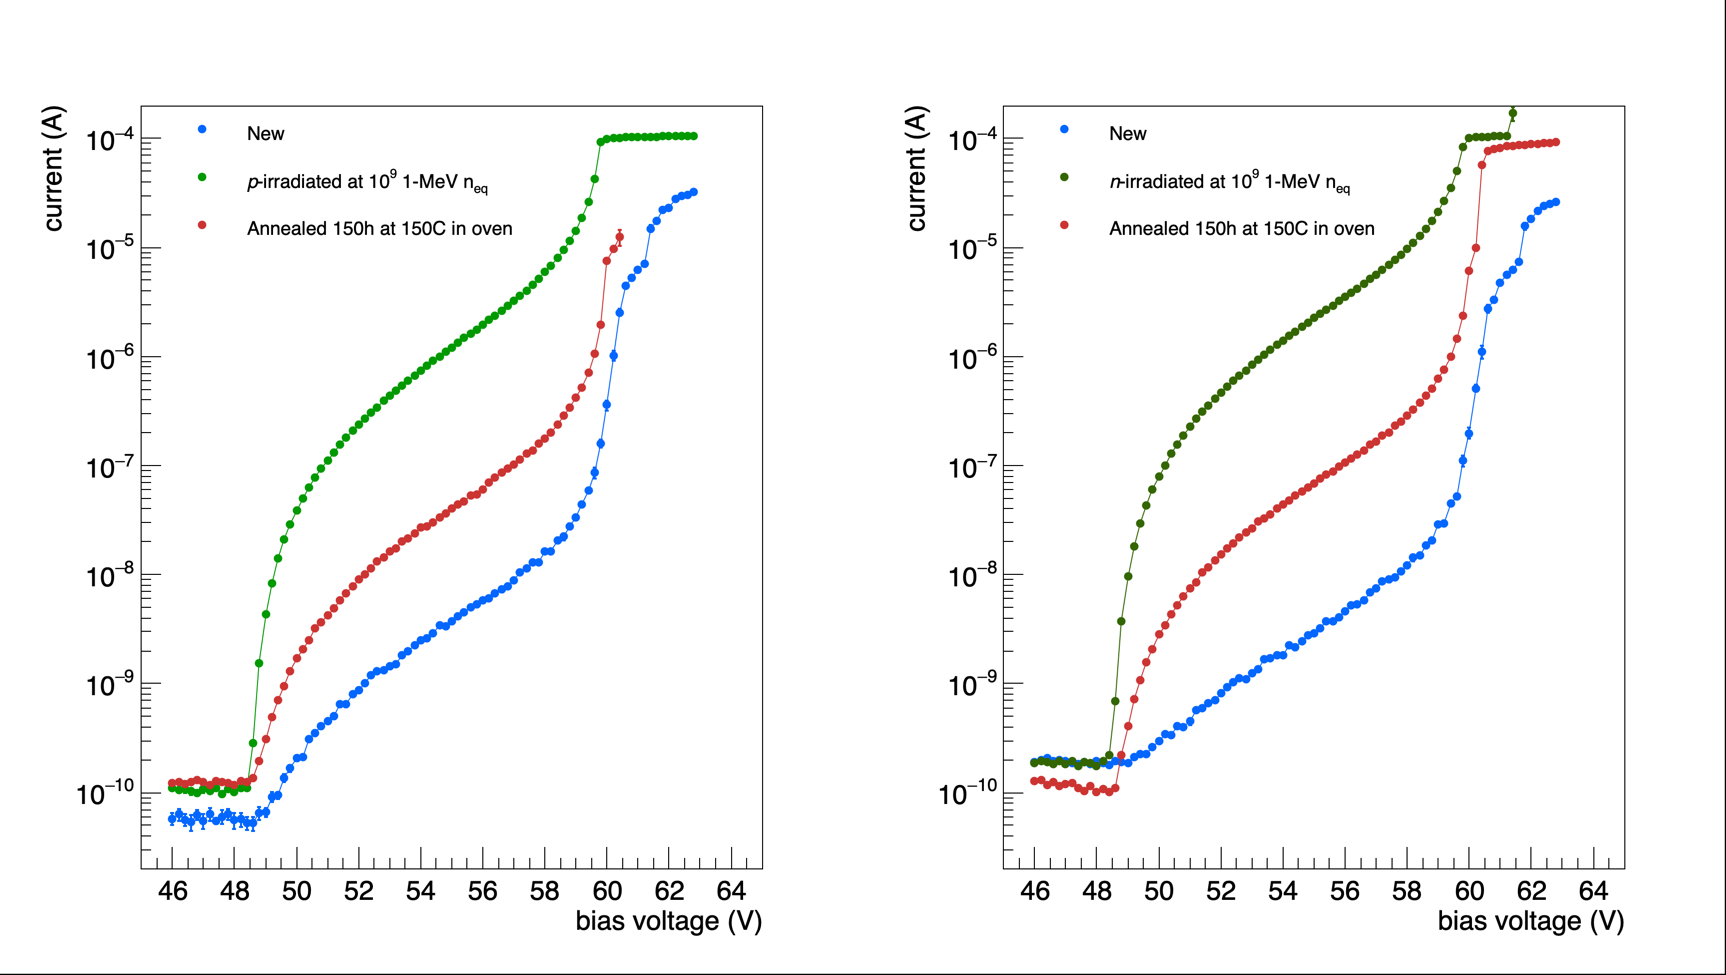 current (A)
New
p-irradiated at 10⁹ 1-MeV n_eq
Annealed 150h at 150C in oven
10⁻⁴
10⁻⁵
10⁻⁶
10⁻⁷
10⁻⁸
10⁻⁹
10⁻¹⁰
46 48 50 52 54 56 58 60 62 64
bias voltage (V)
current (A)
New
n-irradiated at 10⁹ 1-MeV n_eq
Annealed 150h at 150C in oven
10⁻⁴
10⁻⁵
10⁻⁶
10⁻⁷
10⁻⁸
10⁻⁹
10⁻¹⁰
46 48 50 52 54 56 58 60 62 64
bias voltage (V)